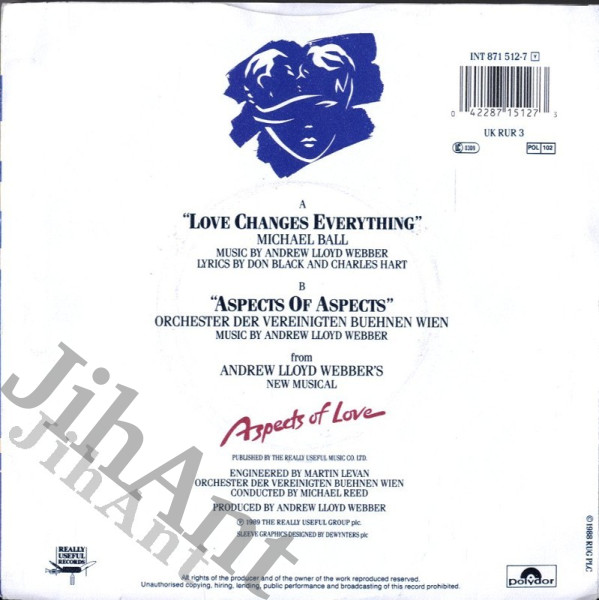 INT 871 512-7 Y
0 42287 15127 3
UK RUR 3
POL 102
A
"LOVE CHANGES EVERYTHING"
MICHAEL BALL
MUSIC BY ANDREW LLOYD WEBBER
LYRICS BY DON BLACK AND CHARLES HART
B
"ASPECTS OF ASPECTS"
ORCHESTER DER VEREINIGTEN BUEHNEN WIEN
MUSIC BY ANDREW LLOYD WEBBER
from
ANDREW LLOYD WEBBER'S
NEW MUSICAL
Aspects of Love
PUBLISHED BY THE REALLY USEFUL MUSIC CO. LTD.
ENGINEERED BY MARTIN LEVAN
ORCHESTER DER VEREINIGTEN BUEHNEN WIEN
CONDUCTED BY MICHAEL REED
PRODUCED BY ANDREW LLOYD WEBBER
℗ 1989 THE REALLY USEFUL GROUP plc.
SLEEVE GRAPHICS DESIGNED BY DEWYNTERS plc
JihAnt
JihAnt
REALLY
USEFUL
RECORDS
© 1988 RUG PLC
polydor
All rights of the producer and of the owner of the work reproduced reserved.
Unauthorised copying, hiring, lending, public performance and broadcasting of this record prohibited.